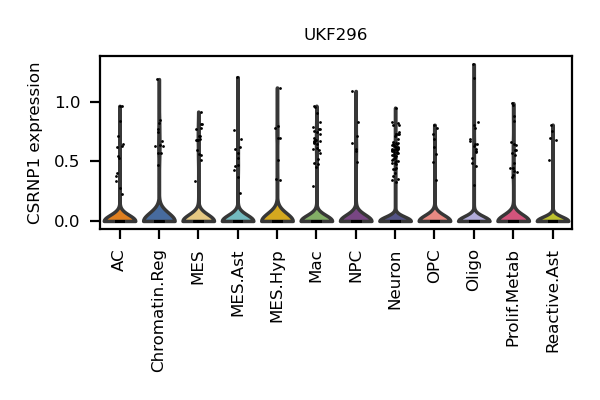 UKF296
CSRNP1 expression
1.0
0.5
0.0
AC
Chromatin.Reg
MES
MES.Ast
MES.Hyp
Mac
NPC
Neuron
OPC
Oligo
Prolif.Metab
Reactive.Ast